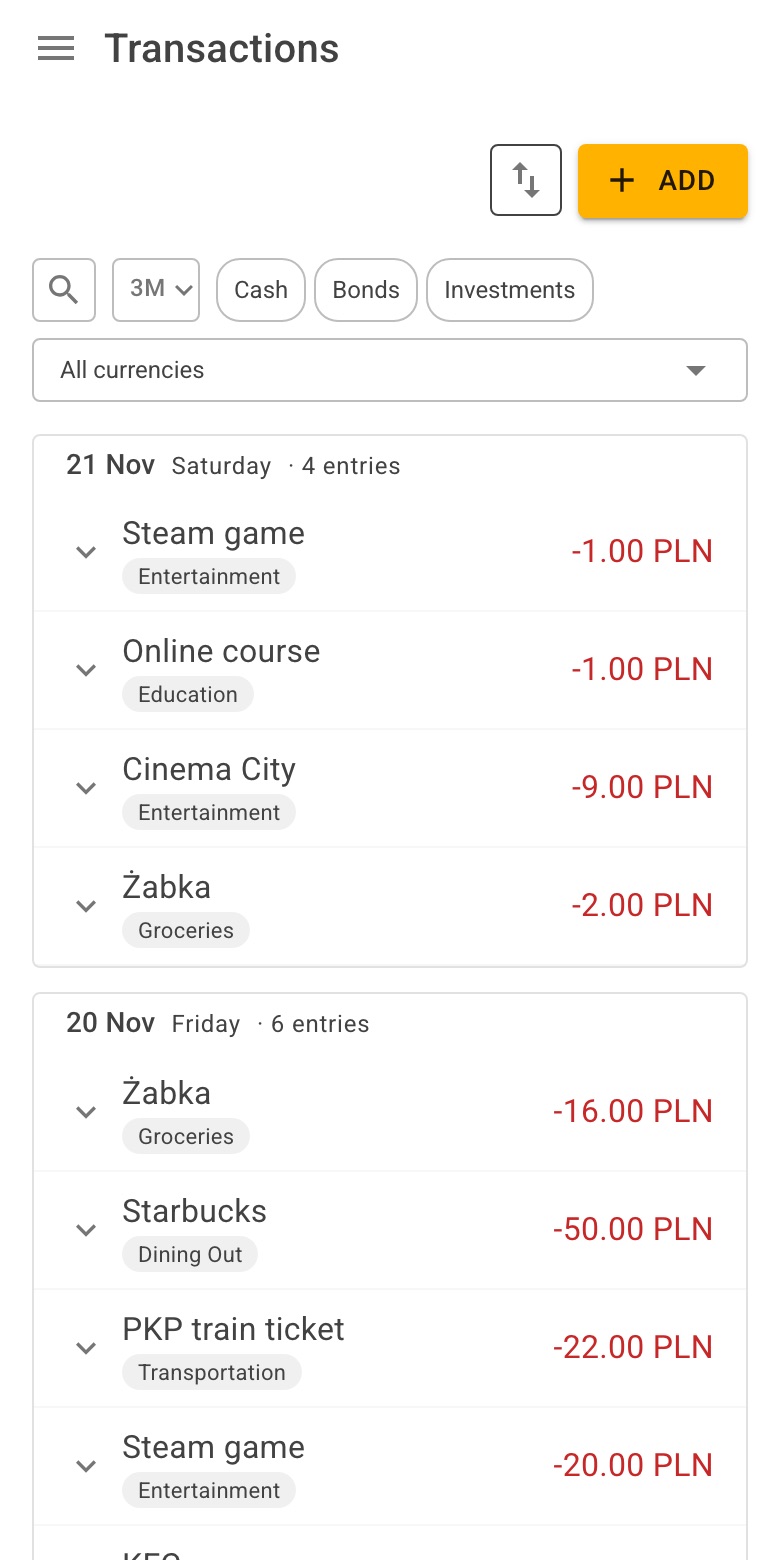 Transactions
+ ADD
3M Cash Bonds Investments
All currencies
21 Nov Saturday · 4 entries
Steam game
-1.00 PLN
Entertainment
Online course
-1.00 PLN
Education
Cinema City
-9.00 PLN
Entertainment
Żabka
-2.00 PLN
Groceries
20 Nov Friday · 6 entries
Żabka
-16.00 PLN
Groceries
Starbucks
-50.00 PLN
Dining Out
PKP train ticket
-22.00 PLN
Transportation
Steam game
-20.00 PLN
Entertainment